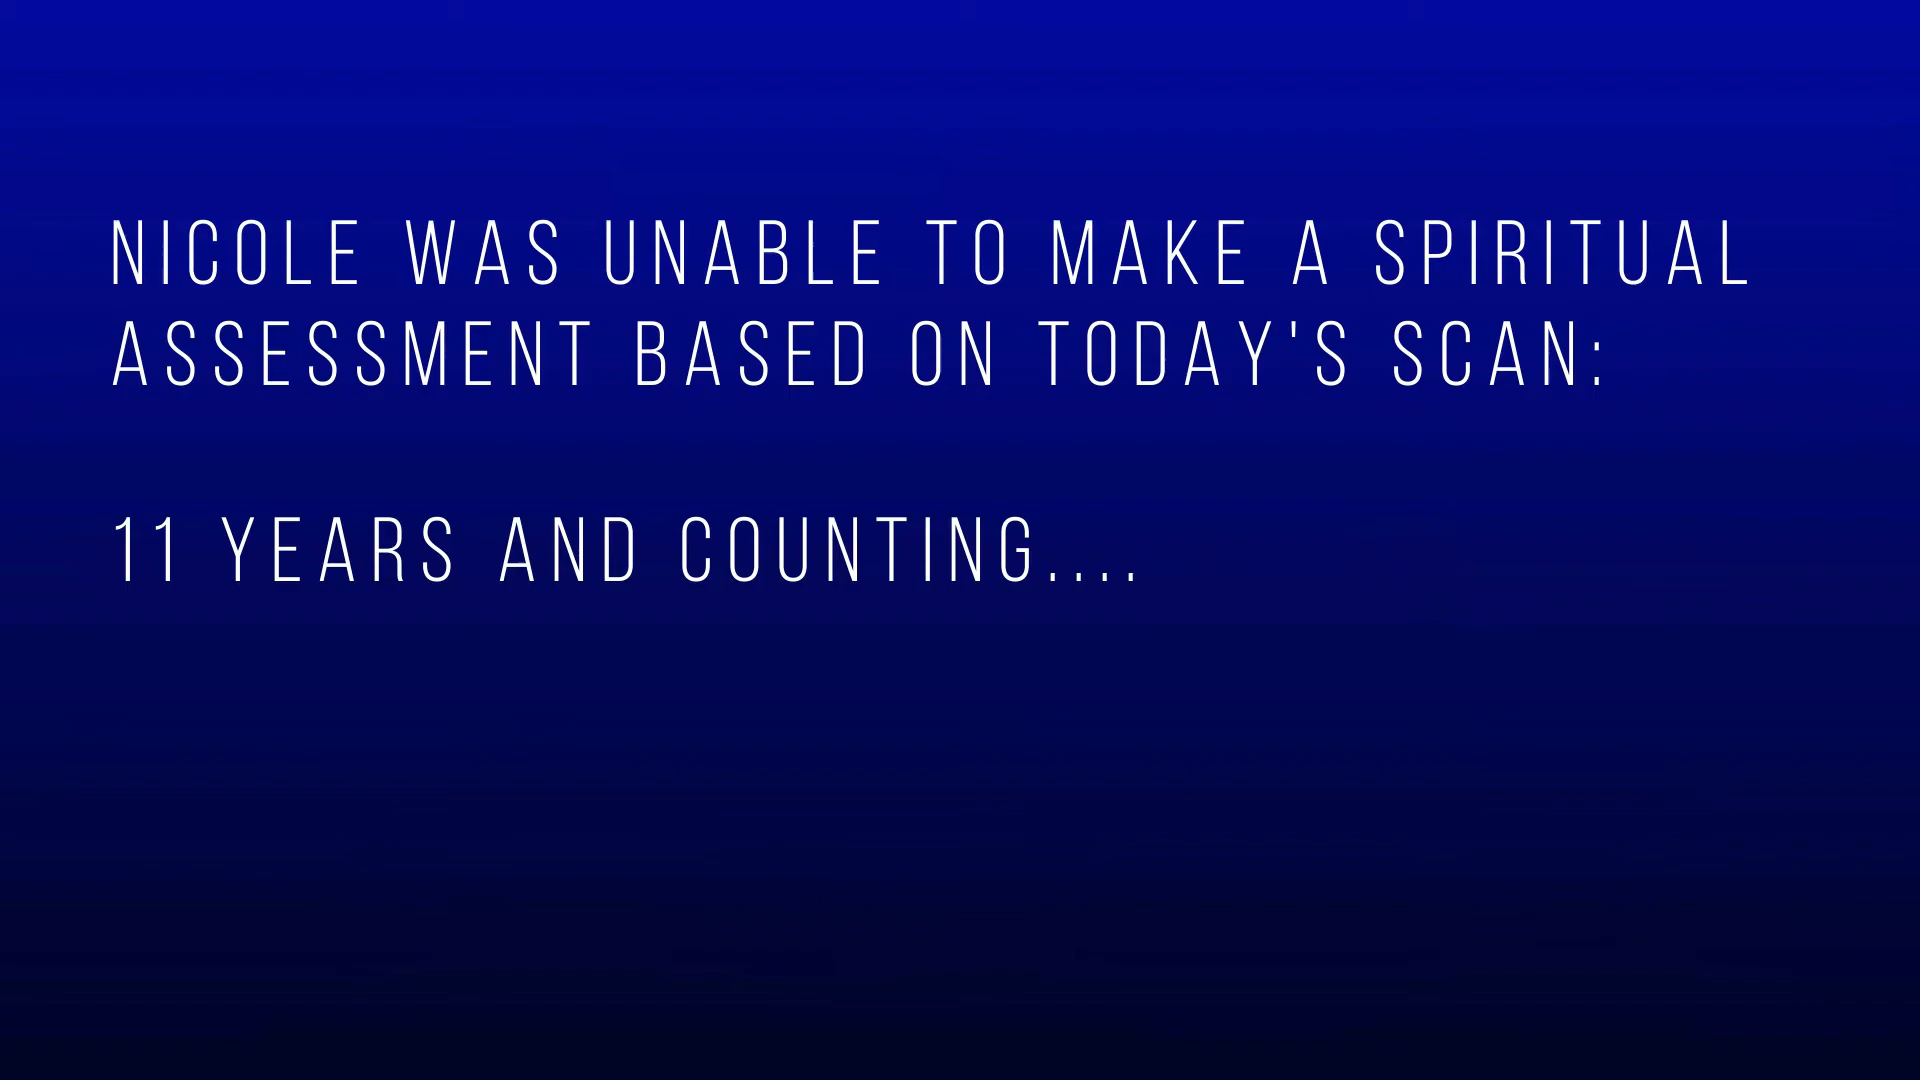 NICOLE WAS UNABLE TO MAKE A SPIRITUAL
ASSESSMENT BASED ON TODAY'S SCAN:
11 YEARS AND COUNTING....